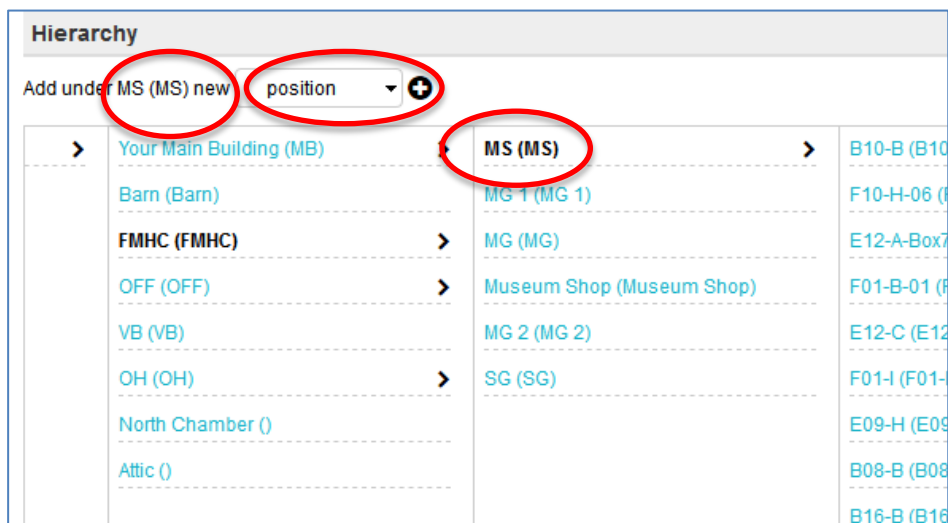 Hierarchy
Add under MS (MS) new position
Your Main Building (MB)
Barn (Barn)
FMHC (FMHC)
OFF (OFF)
VB (VB)
OH (OH)
North Chamber ()
Attic ()
MS (MS)
MG 1 (MG 1)
MG (MG)
Museum Shop (Museum Shop)
MG 2 (MG 2)
SG (SG)
B10-B (B10
F10-H-06 (
E12-A-Box7
F01-B-01 (
E12-C (E12
F01-I (F01-
E09-H (E09
B08-B (B08
B16-B (B16